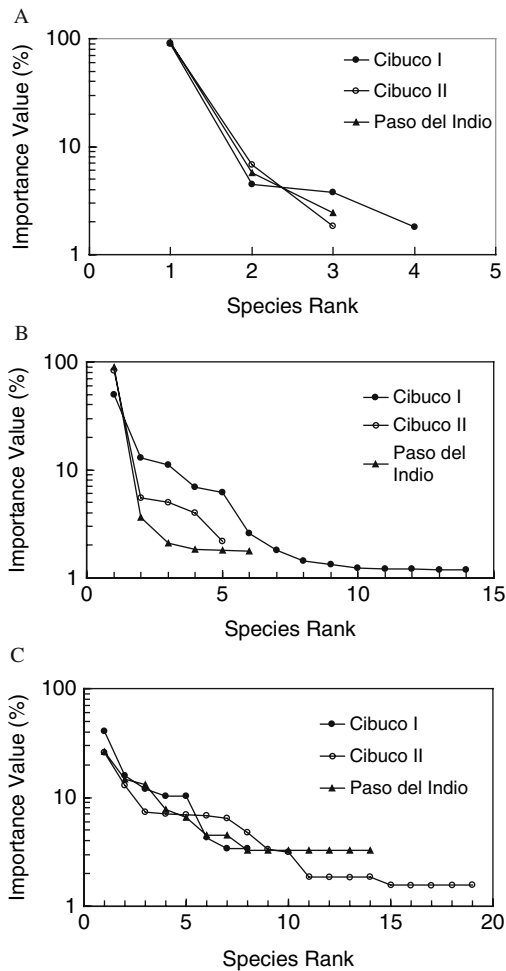 A
Importance Value (%)
100
10
1
0 1 2 3 4 5
Species Rank
Cibuco I
Cibuco II
Paso del Indio
B
Importance Value (%)
100
10
1
0 5 10 15
Species Rank
Cibuco I
Cibuco II
Paso del
Indio
C
Importance Value (%)
100
10
1
0 5 10 15 20
Species Rank
Cibuco I
Cibuco II
Paso del Indio